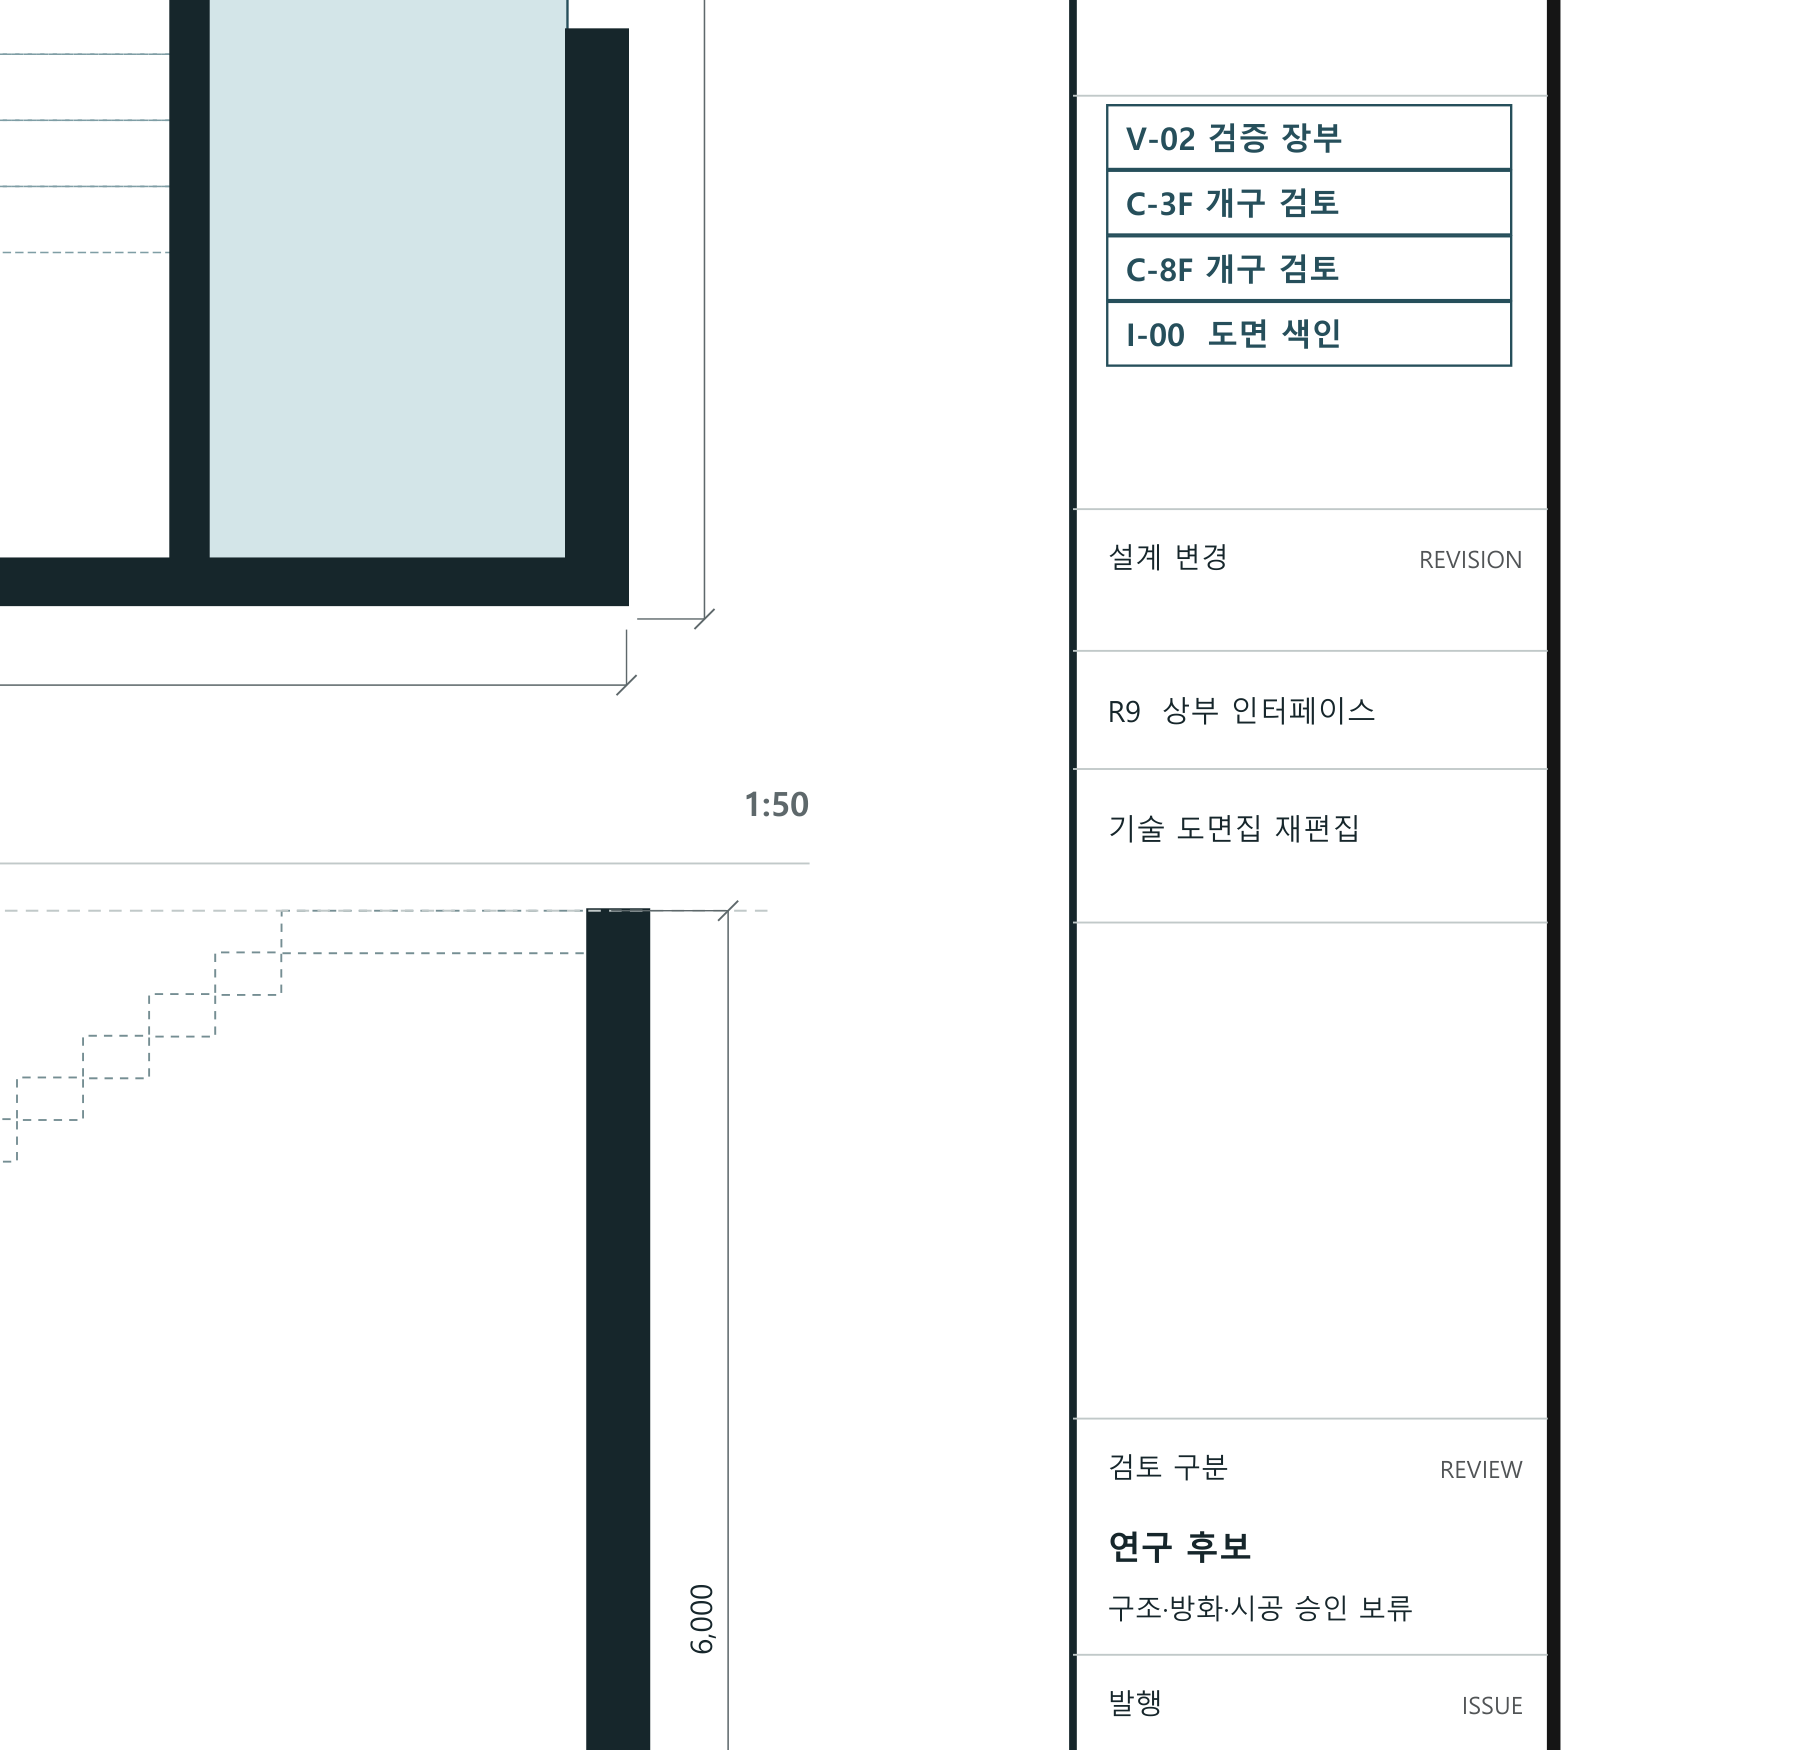 V-02 검증 장부
C-3F 개구 검토
C-8F 개구 검토
I-00 도면 색인
설계 변경 REVISION
R9 상부 인터페이스
1:50
기술 도면집 재편집
검토 구분 REVIEW
연구 후보
구조·방화·시공 승인 보류
6,000
발행 ISSUE